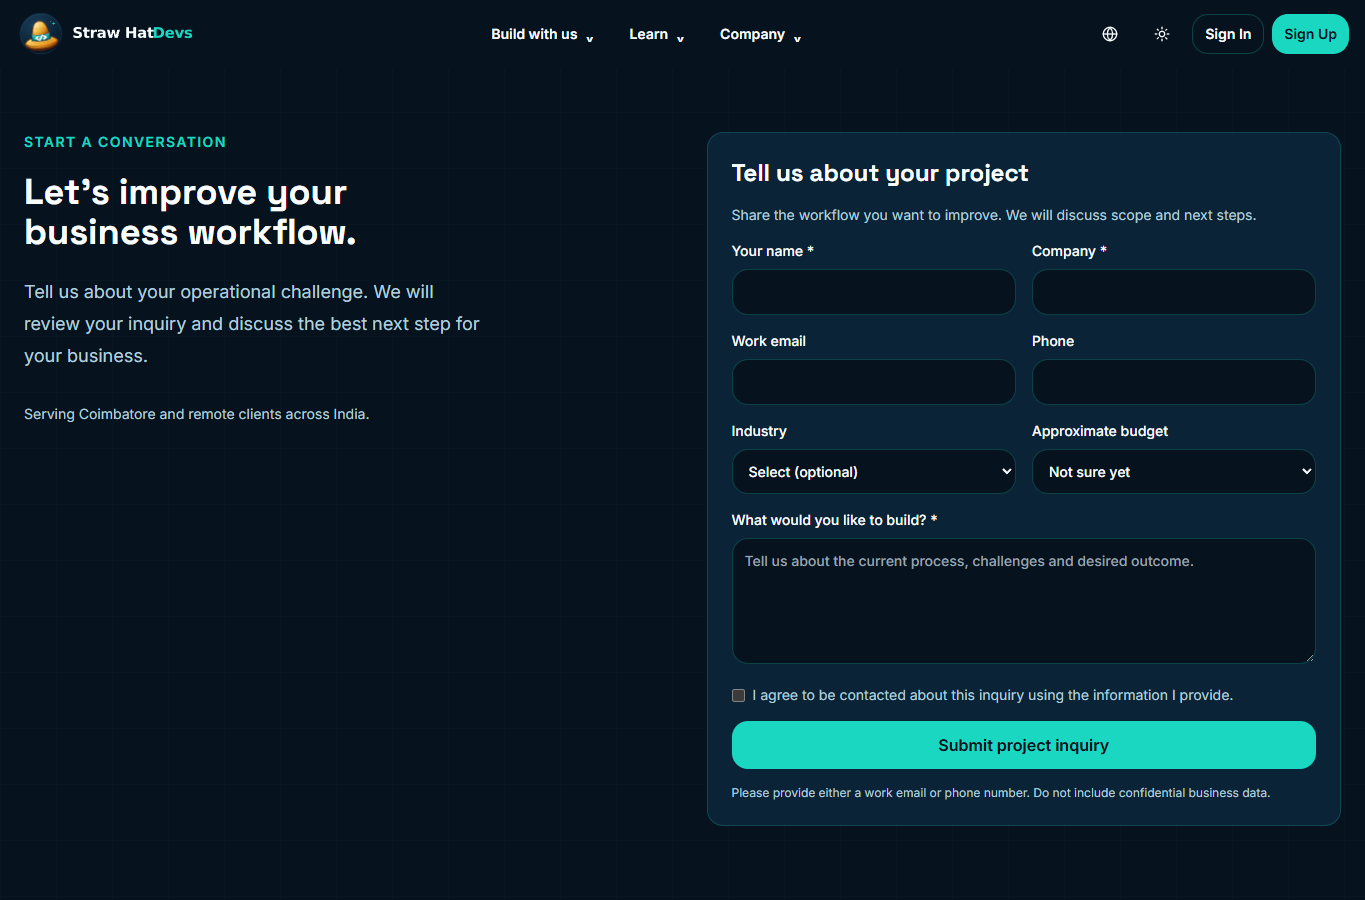 Straw HatDevs
Build with us
Learn
Company
Sign In
Sign Up
START A CONVERSATION
Let's improve your
business workflow.
Tell us about your operational challenge. We will
review your inquiry and discuss the best next step for
your business.
Serving Coimbatore and remote clients across India.
Tell us about your project
Share the workflow you want to improve. We will discuss scope and next steps.
Your name *
Company *
Work email
Phone
Industry
Approximate budget
Select (optional)
Not sure yet
What would you like to build? *
Tell us about the current process, challenges and desired outcome.
I agree to be contacted about this inquiry using the information I provide.
Submit project inquiry
Please provide either a work email or phone number. Do not include confidential business data.